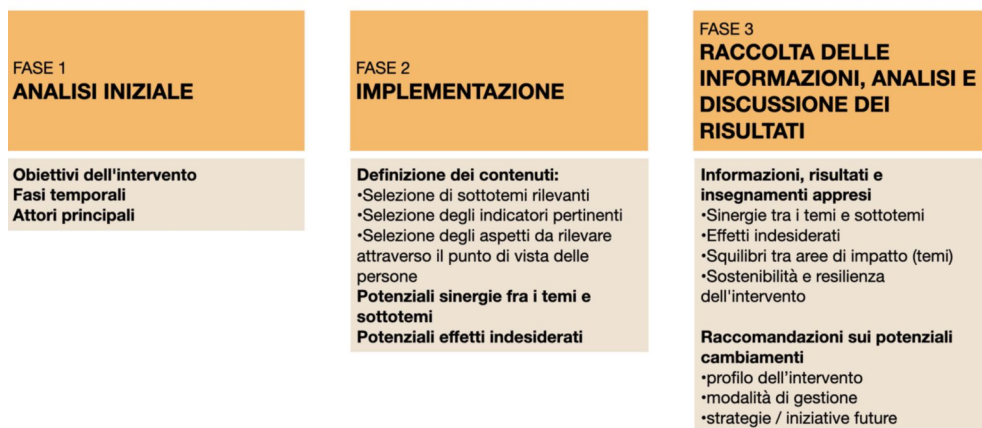 FASE 1
ANALISI INIZIALE
Obiettivi dell'intervento
Fasi temporali
Attori principali
FASE 2
IMPLEMENTAZIONE
Definizione dei contenuti:
•Selezione di sottotemi rilevanti
•Selezione degli indicatori pertinenti
•Selezione degli aspetti da rilevare
attraverso il punto di vista delle
persone
Potenziali sinergie fra i temi e
sottotemi
Potenziali effetti indesiderati
FASE 3
RACCOLTA DELLE
INFORMAZIONI, ANALISI E
DISCUSSIONE DEI
RISULTATI
Informazioni, risultati e
insegnamenti appresi
•Sinergie tra i temi e sottotemi
•Effetti indesiderati
•Squilibri tra aree di impatto (temi)
•Sostenibilità e resilienza
dell'intervento
Raccomandazioni sui potenziali
cambiamenti
•profilo dell’intervento
•modalità di gestione
•strategie / iniziative future